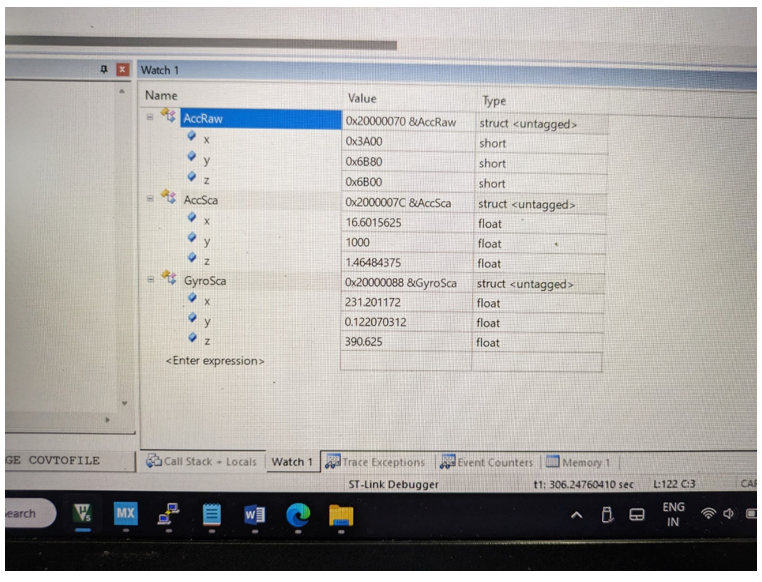 Watch 1
Name Value Type
AccRaw 0x20000070 &AccRaw struct <untagged>
x 0x3A00 short
y 0x6B80 short
z 0x6B00 short
AccSca 0x2000007C &AccSca struct <untagged>
x 16.6015625 float
y 1000 float
z 1.46484375 float
GyroSca 0x20000088 &GyroSca struct <untagged>
x 231.201172 float
y 0.122070312 float
z 390.625 float
<Enter expression>
GE COVTOFILE Call Stack + Locals Watch 1 Trace Exceptions Event Counters Memory 1
ST-Link Debugger t1: 306.24760410 sec L:122 C:3 CAP
earch MX W ENG
IN